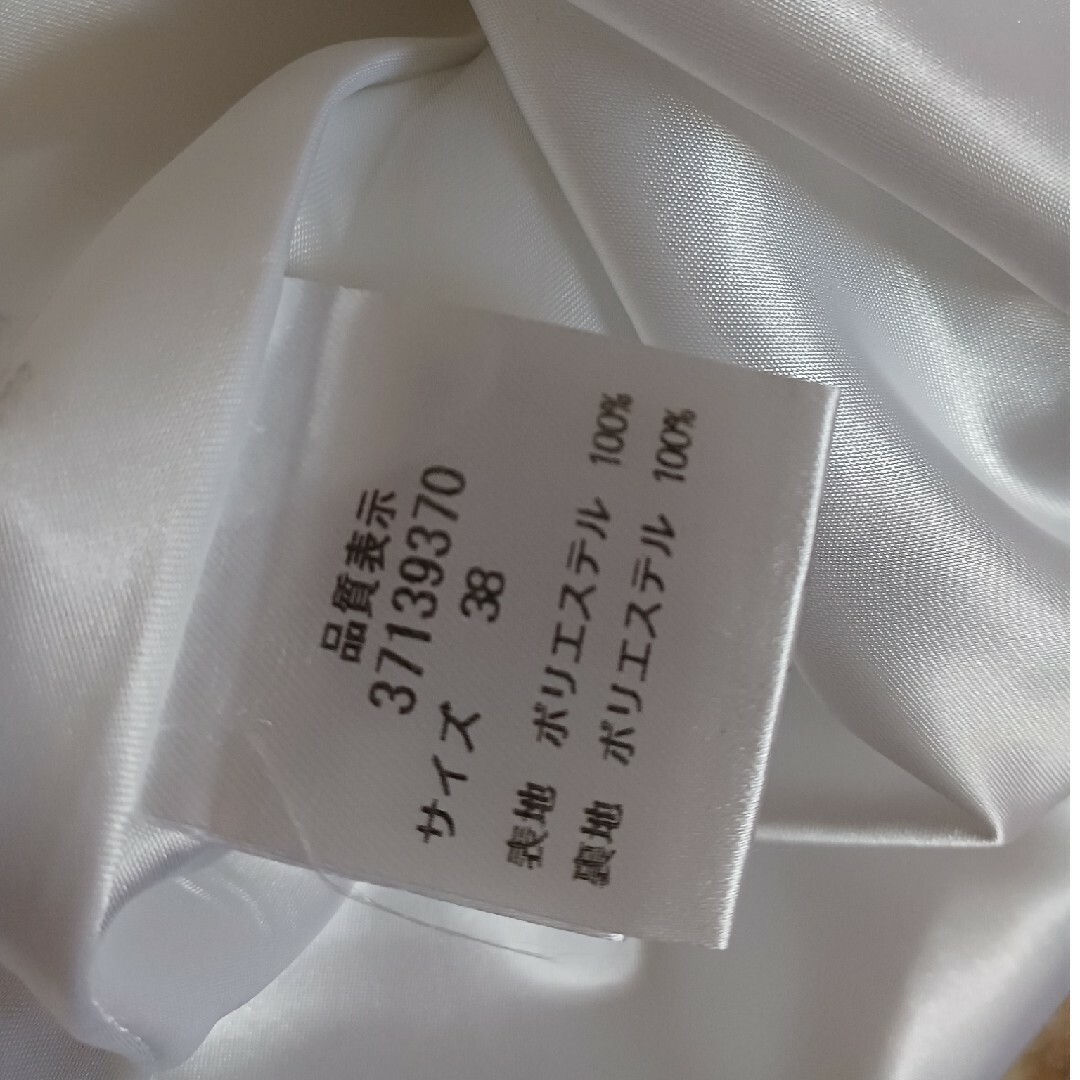 品質表示
37139370
サイズ 38
表地 ポリエステル 100%
裏地 ポリエステル 100%